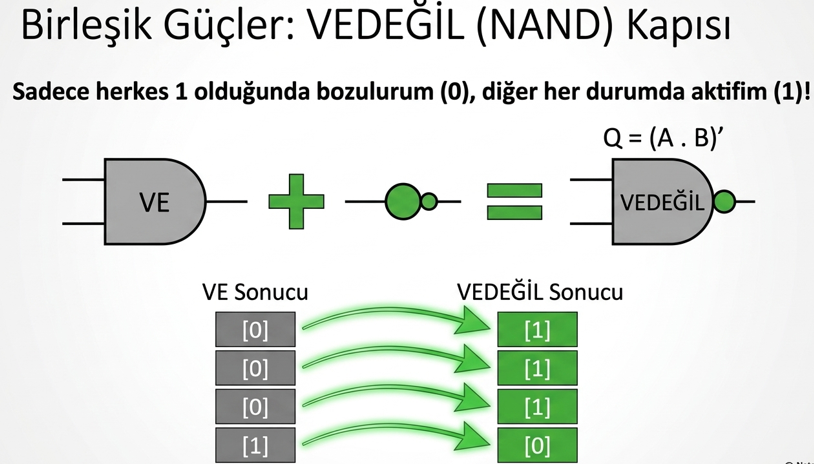 Birleşik Güçler: VEDEĞİL (NAND) Kapısı
Sadece herkes 1 olduğunda bozulurum (0), diğer her durumda aktifim (1)!
Q = (A . B)’
VE
VEDEĞİL
VE Sonucu
VEDEĞİL Sonucu
[0]
[1]
[0]
[1]
[0]
[1]
[1]
[0]